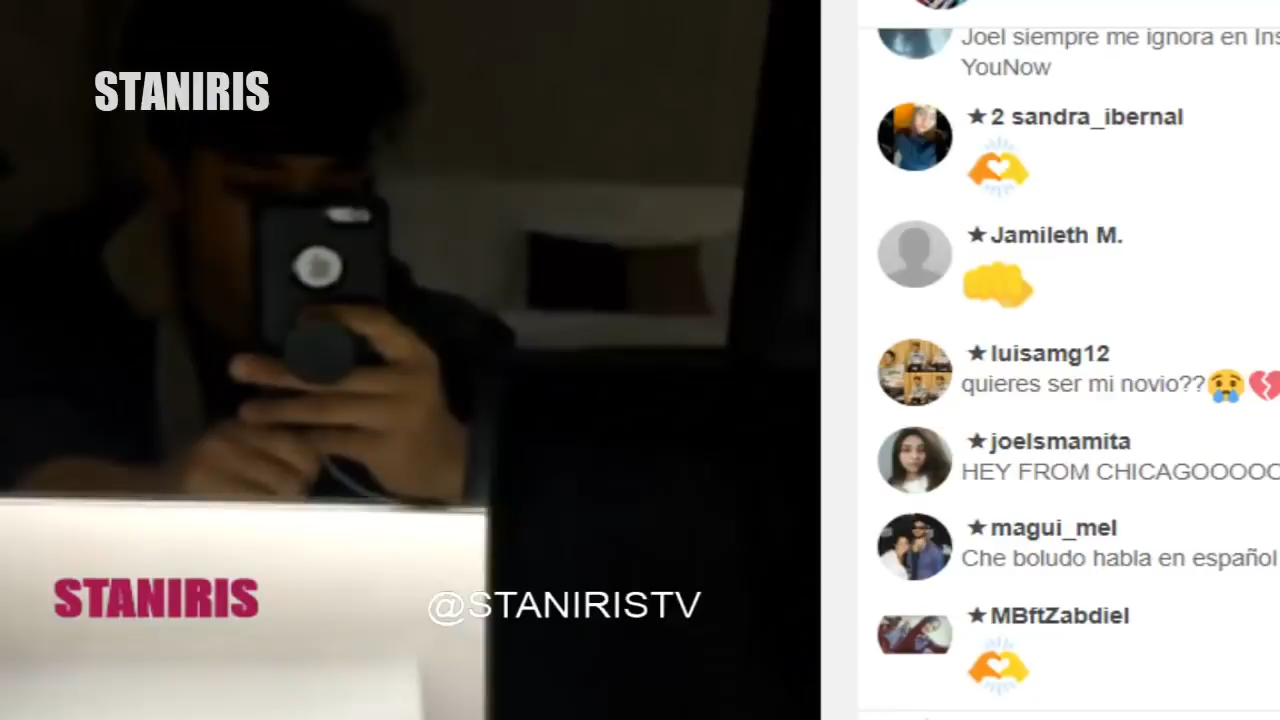 STANIRIS
STANIRIS
@STANIRISTV
Joel siempre me ignora en Ins
YouNow
★ 2 sandra_ibernal
★ Jamileth M.
★ luisamg12
quieres ser mi novio??
★ joelsmamita
HEY FROM CHICAGOOOOO
★ magui_mel
Che boludo habla en español
★ MBftZabdiel